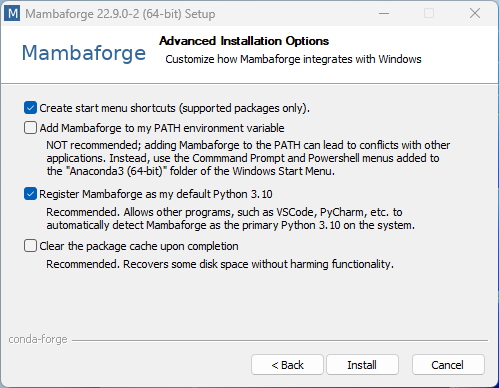 M Mambaforge 22.9.0-2 (64-bit) Setup
Mambaforge
Advanced Installation Options
Customize how Mambaforge integrates with Windows
Create start menu shortcuts (supported packages only).
Add Mambaforge to my PATH environment variable
NOT recommended; adding Mambaforge to the PATH can lead to conflicts with other
applications. Instead, use the Commmand Prompt and Powershell menus added to
the "Anaconda3 (64-bit)" folder of the Windows Start Menu.
Register Mambaforge as my default Python 3.10
Recommended. Allows other programs, such as VSCode, PyCharm, etc. to
automatically detect Mambaforge as the primary Python 3.10 on the system.
Clear the package cache upon completion
Recommended. Recovers some disk space without harming functionality.
conda-forge
< Back
Install
Cancel